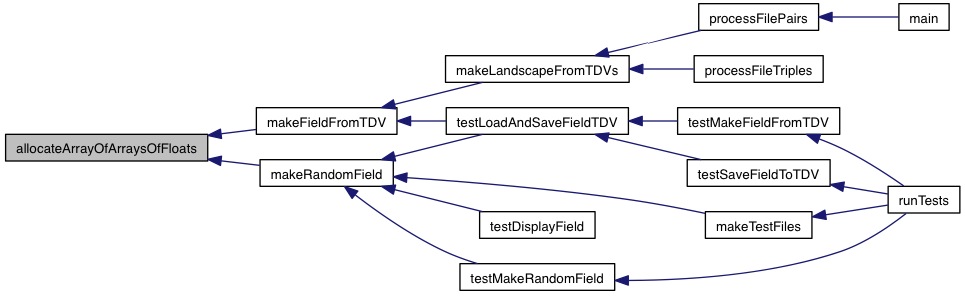 processFilePairs
main
makeLandscapeFromTDVs
processFileTriples
makeFieldFromTDV
testLoadAndSaveFieldTDV
testMakeFieldFromTDV
allocateArrayOfArraysOfFloats
makeRandomField
testSaveFieldToTDV
runTests
testDisplayField
makeTestFiles
testMakeRandomField